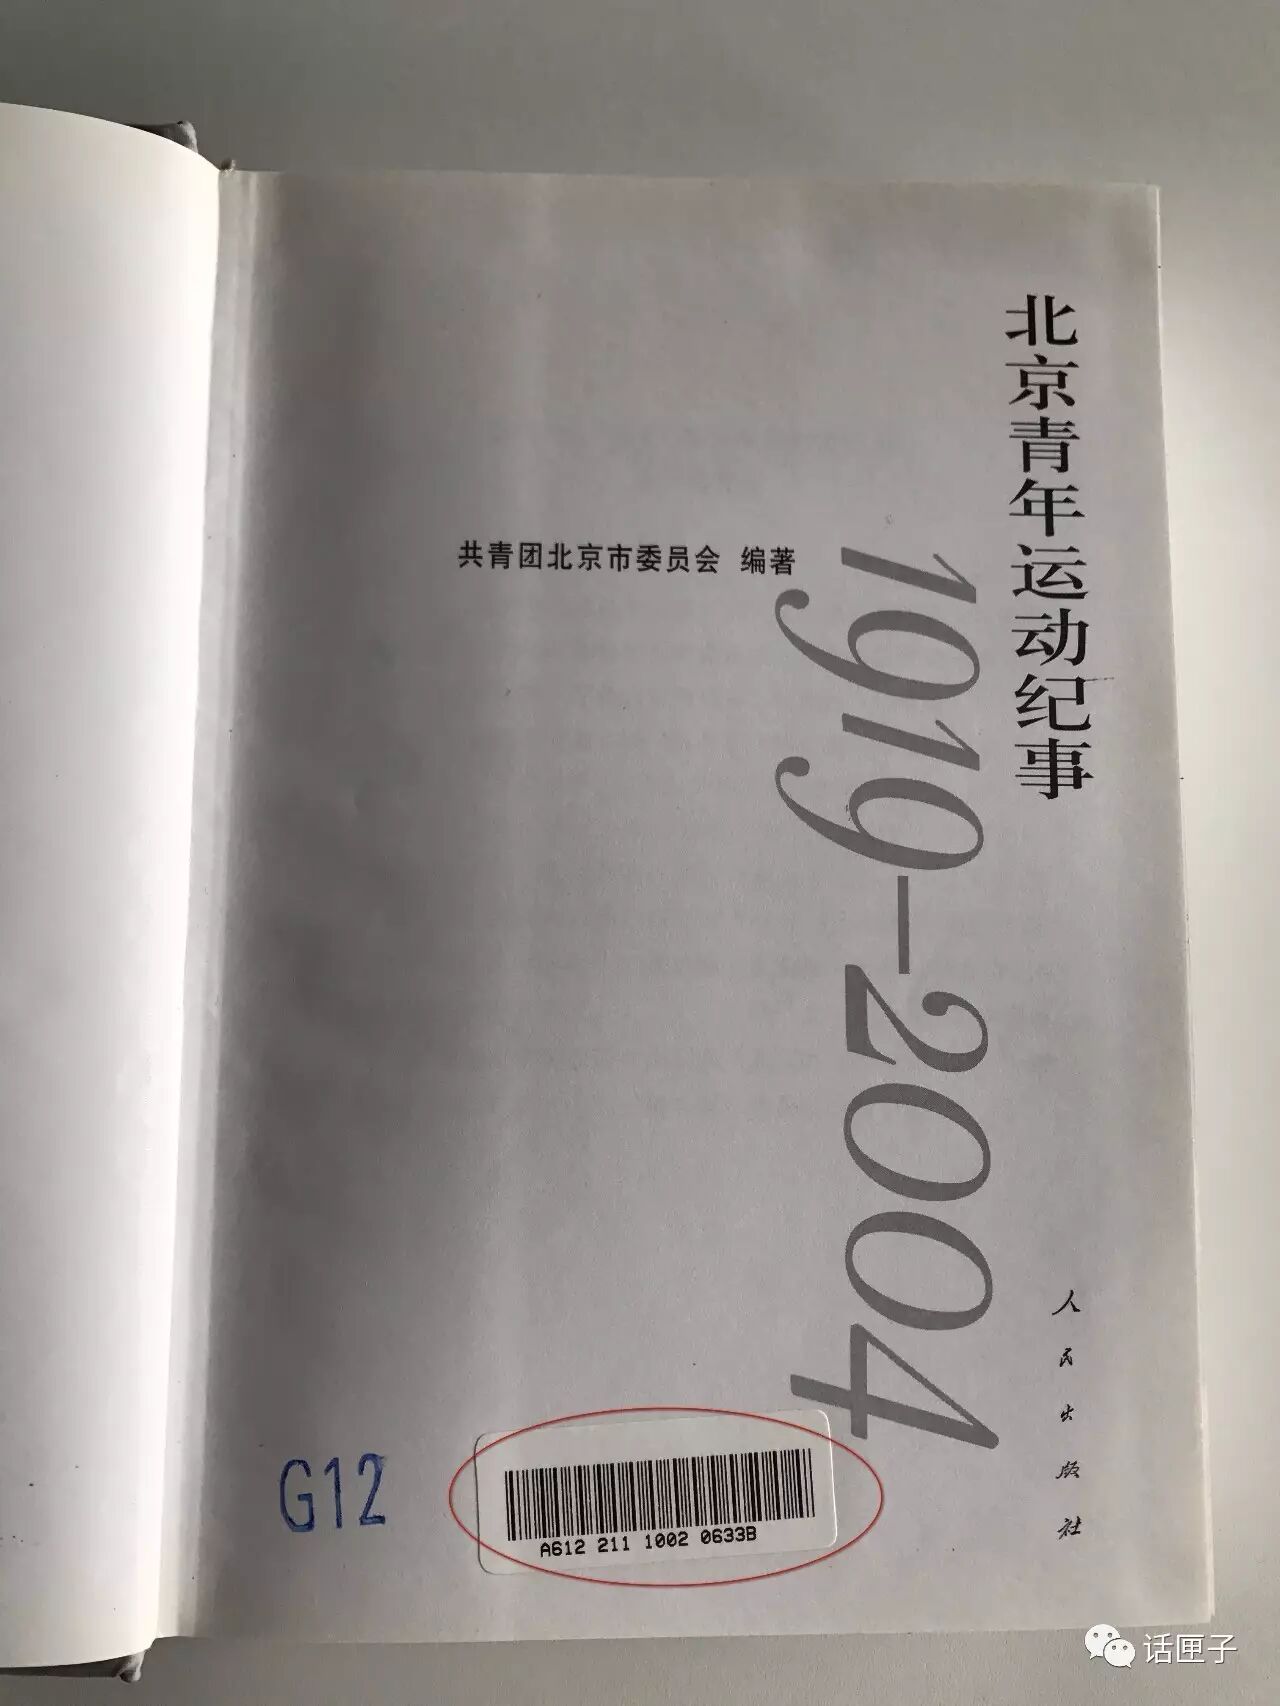 北京青年运动纪事
1919-2004
共青团北京市委员会 编著
人民出版社
G12
A612 211 1002 0633B
话匣子